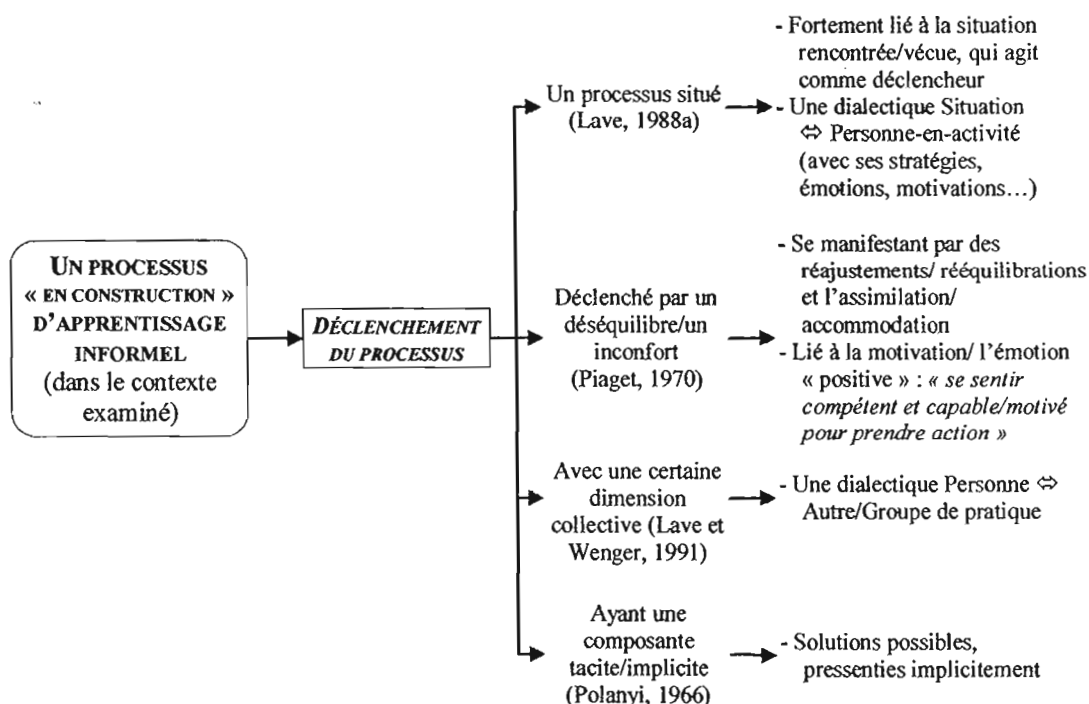 UN PROCESSUS
« EN CONSTRUCTION »
D'APPRENTISSAGE
INFORMEL
(dans le contexte
examiné)
DÉCLENCHEMENT
DU PROCESSUS
Un processus situé
(Lave, 1988a)
- Fortement lié à la situation
rencontrée/vécue, qui agit
comme déclencheur
- Une dialectique Situation
⇔ Personne-en-activité
(avec ses stratégies,
émotions, motivations…)
Déclenché par un
déséquilibre/un
inconfort
(Piaget, 1970)
- Se manifestant par des
réajustements/ rééquilibrations
et l'assimilation/
accommodation
- Lié à la motivation/ l'émotion
« positive » : « se sentir
compétent et capable/motivé
pour prendre action »
Avec une certaine
dimension
collective (Lave et
Wenger, 1991)
- Une dialectique Personne ⇔
Autre/Groupe de pratique
Ayant une
composante
tacite/implicite
(Polanyi, 1966)
- Solutions possibles,
pressenties implicitement